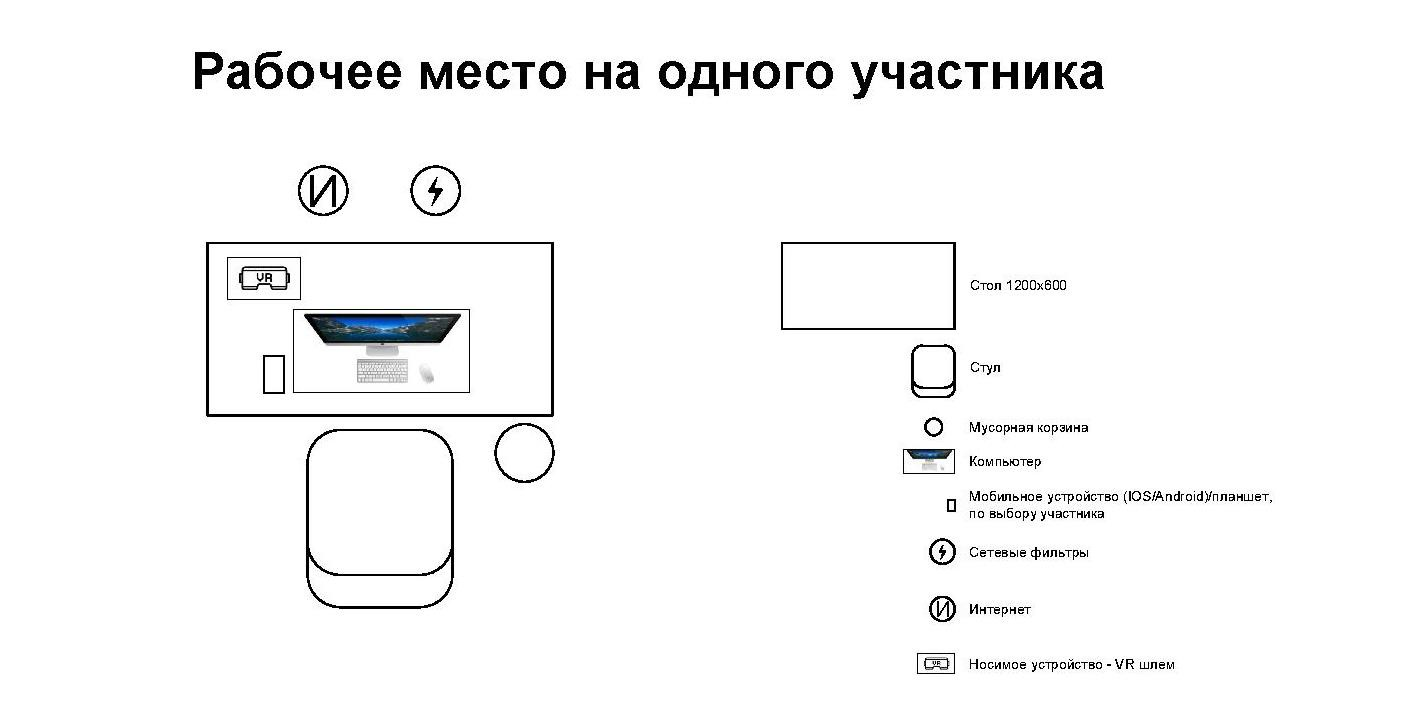 Рабочее место на одного участника
И
VR
Стол 1200х600
Стул
Мусорная корзина
Компьютер
Мобильное устройство (IOS/Android)/планшет,
по выбору участника
Сетевые фильтры
И
Интернет
VR
Носимое устройство - VR шлем